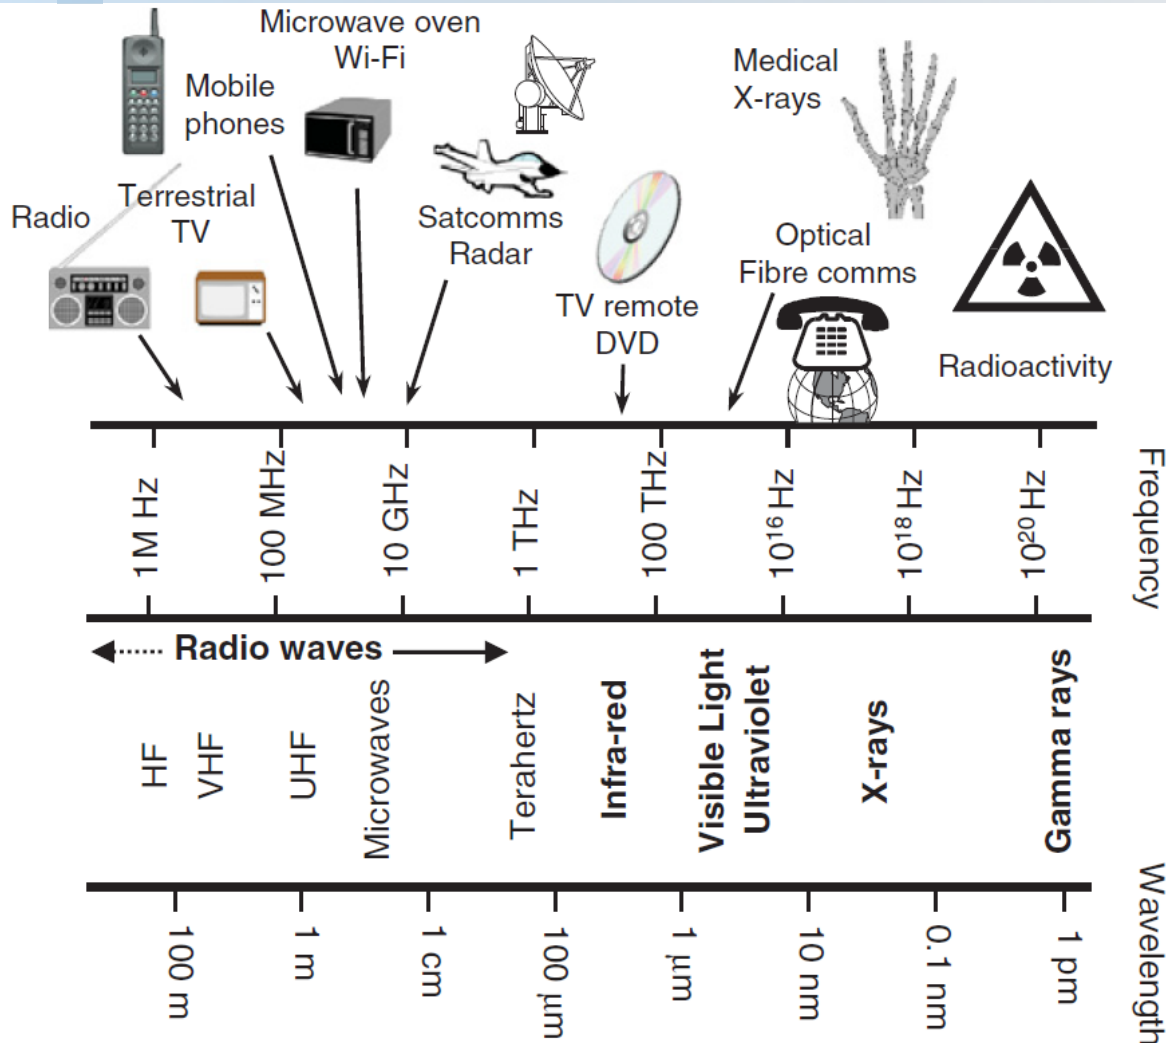 Microwave oven
Wi-Fi
Mobile
phones
Medical
X-rays
Radio
Terrestrial
TV
Satcomms
Radar
Optical
Fibre comms
TV remote
DVD
Radioactivity
1M Hz
100 MHz
10 GHz
1 THz
100 THz
10¹⁶ Hz
10¹⁸ Hz
10²⁰ Hz
Frequency
Radio waves
HF
VHF
UHF
Microwaves
Terahertz
Infra-red
Visible Light
Ultraviolet
X-rays
Gamma rays
100 m
1 m
1 cm
100 μm
1 μm
10 nm
0.1 nm
1 pm
Wavelength